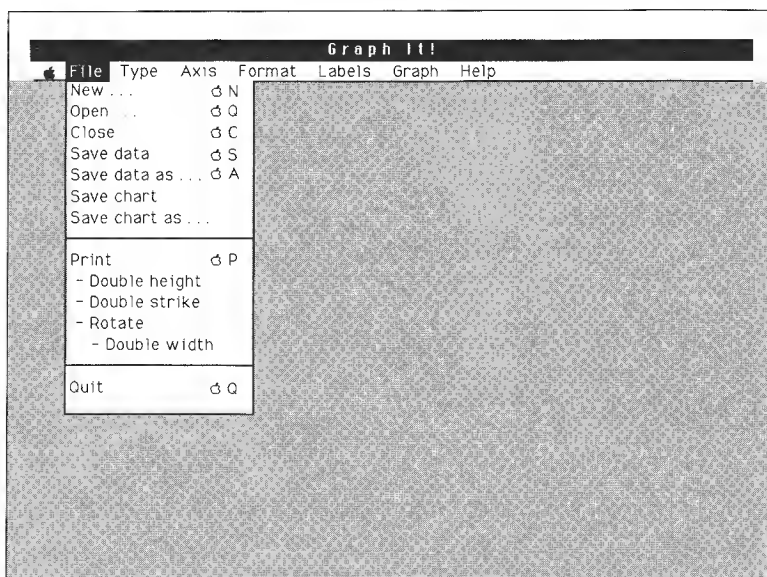 Graph It!
File Type Axis Format Labels Graph Help
New ... N
Open .. Q
Close C
Save data S
Save data as ... A
Save chart
Save chart as ...
Print P
- Double height
- Double strike
- Rotate
- Double width
Quit Q